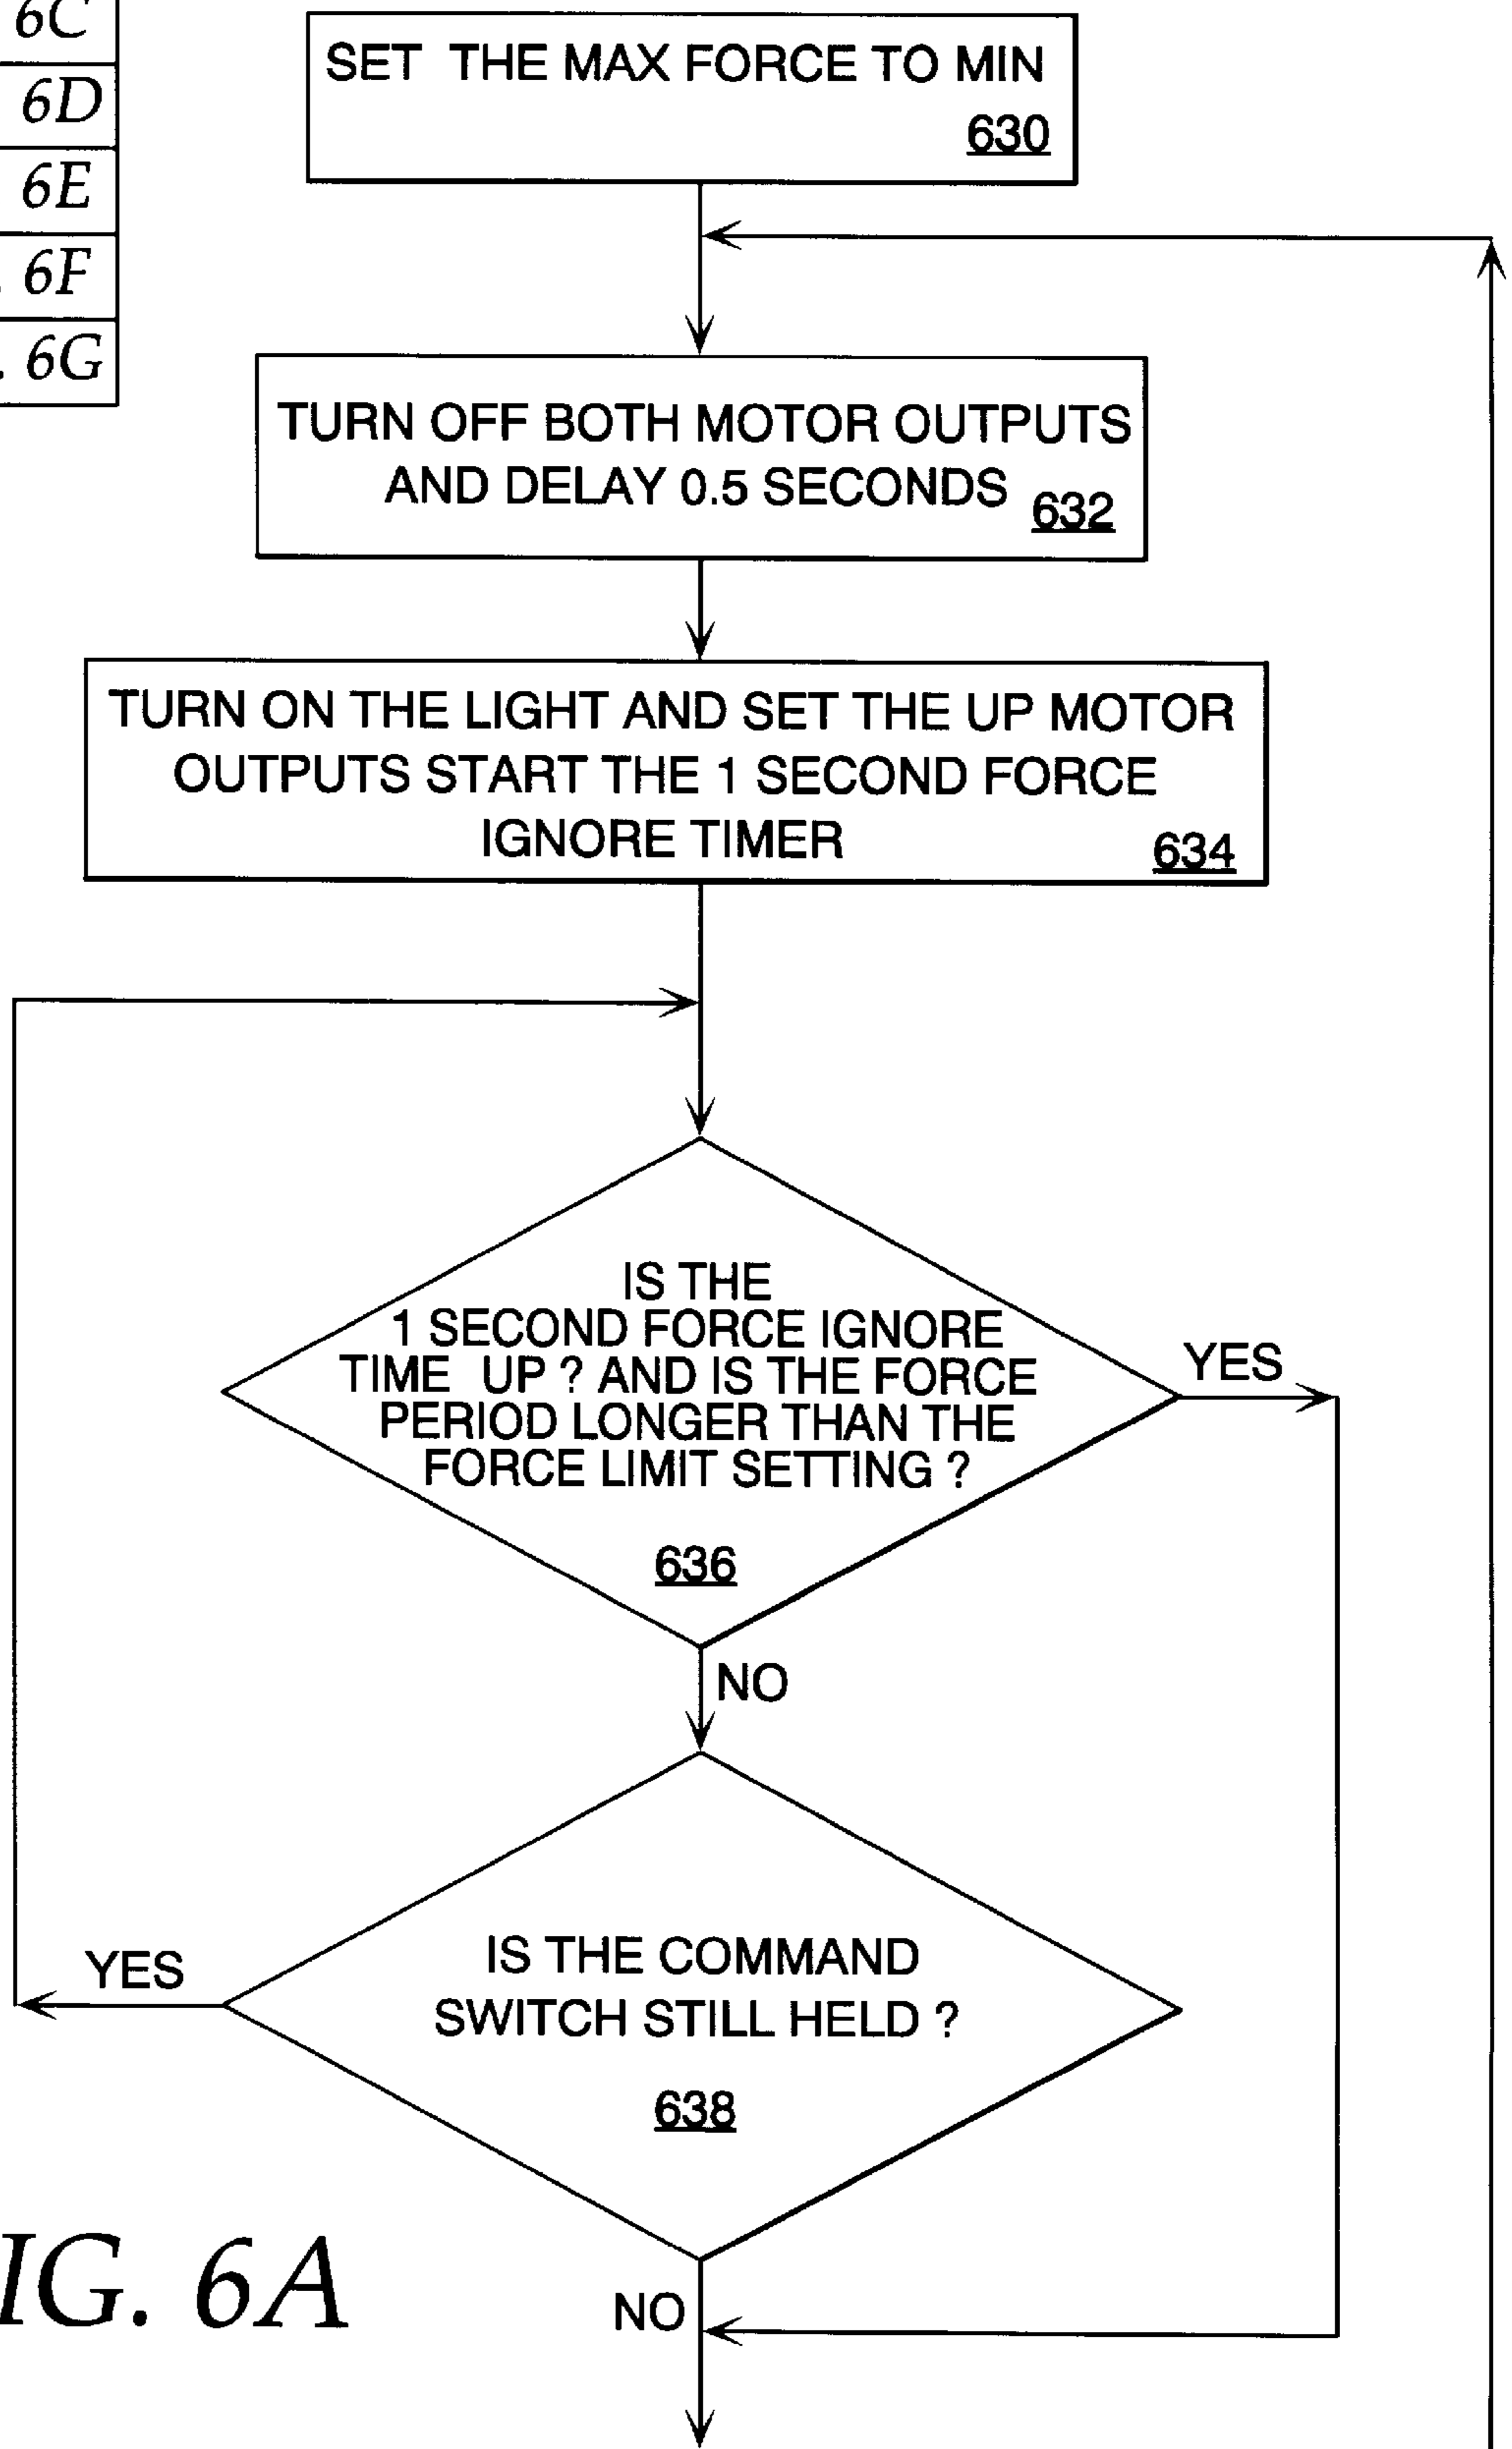 6C
6D
6E
. 6F
. 6G
SET THE MAX FORCE TO MIN
630
TURN OFF BOTH MOTOR OUTPUTS
AND DELAY 0.5 SECONDS
632
TURN ON THE LIGHT AND SET THE UP MOTOR
OUTPUTS START THE 1 SECOND FORCE
IGNORE TIMER
634
IS THE
1 SECOND FORCE IGNORE
TIME UP ? AND IS THE FORCE
PERIOD LONGER THAN THE
FORCE LIMIT SETTING ?
636
YES
NO
IS THE COMMAND
SWITCH STILL HELD ?
638
YES
NO
IG. 6A